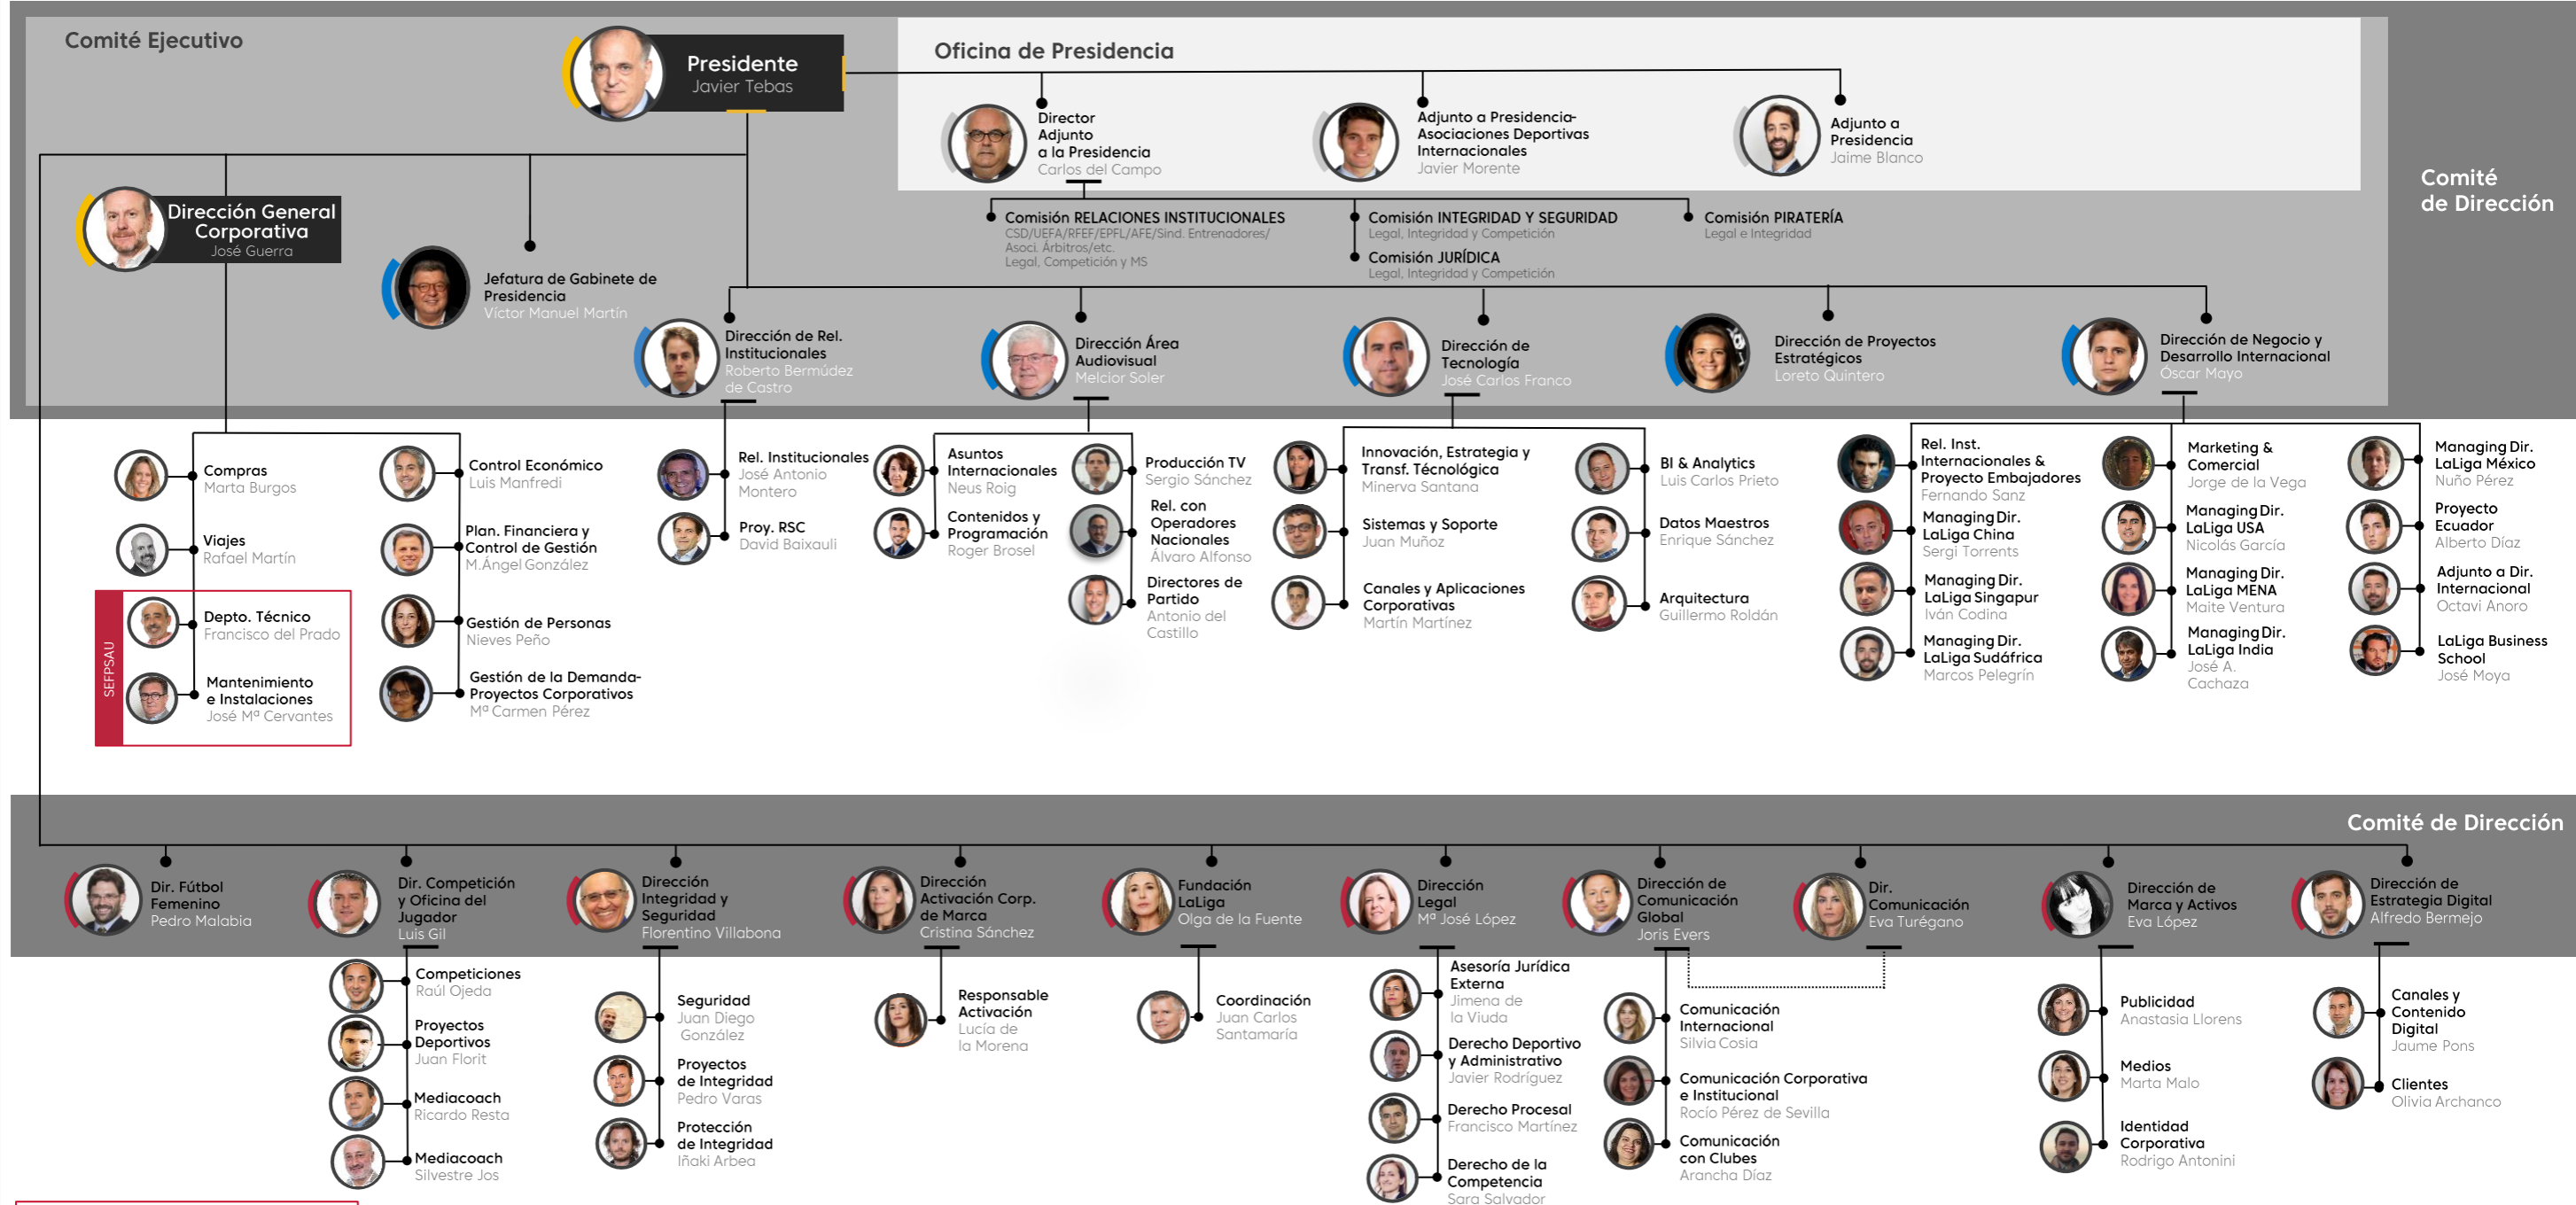 Comité Ejecutivo
Presidente
Javier Tebas
Oficina de Presidencia
Director
Adjunto
a la Presidencia
Carlos del Campo
Adjunto a Presidencia-
Asociaciones Deportivas
Internacionales
Javier Morente
Adjunto a
Presidencia
Jaime Blanco
Comité
de Dirección
Dirección General
Corporativa
José Guerra
Comisión RELACIONES INSTITUCIONALES
CSD/UEFA/RFEF/EPFL/AFE/Sind. Entrenadores/
Asoci. Árbitros/etc.
Legal, Competición y MS
Comisión INTEGRIDAD Y SEGURIDAD
Legal, Integridad y Competición
Comisión JURÍDICA
Legal, Integridad y Competición
Comisión PIRATERÍA
Legal e Integridad
Jefatura de Gabinete de
Presidencia
Víctor Manuel Martín
Dirección de Rel.
Institucionales
Roberto Bermúdez
de Castro
Dirección Área
Audiovisual
Melcior Soler
Dirección de
Tecnología
José Carlos Franco
Dirección de Proyectos
Estratégicos
Loreto Quintero
Dirección de Negocio y
Desarrollo Internacional
Óscar Mayo
Compras
Marta Burgos
Viajes
Rafael Martín
SEFPSAU
Depto. Técnico
Francisco del Prado
Mantenimiento
e Instalaciones
José Mª Cervantes
Control Económico
Luis Manfredi
Plan. Financiera y
Control de Gestión
M.Ángel González
Gestión de Personas
Nieves Peño
Gestión de la Demanda-
Proyectos Corporativos
Mª Carmen Pérez
Rel. Institucionales
José Antonio
Montero
Proy. RSC
David Baixauli
Asuntos
Internacionales
Neus Roig
Contenidos y
Programación
Roger Brosel
Producción TV
Sergio Sánchez
Rel. con
Operadores
Nacionales
Álvaro Alfonso
Directores de
Partido
Antonio del
Castillo
Innovación, Estrategia y
Transf. Técnológica
Minerva Santana
Sistemas y Soporte
Juan Muñoz
Canales y Aplicaciones
Corporativas
Martín Martínez
BI & Analytics
Luis Carlos Prieto
Datos Maestros
Enrique Sánchez
Arquitectura
Guillermo Roldán
Rel. Inst.
Internacionales &
Proyecto Embajadores
Fernando Sanz
Managing Dir.
LaLiga China
Sergi Torrents
Managing Dir.
LaLiga Singapur
Iván Codina
Managing Dir.
LaLiga Sudáfrica
Marcos Pelegrín
Marketing &
Comercial
Jorge de la Vega
Managing Dir.
LaLiga USA
Nicolás García
Managing Dir.
LaLiga MENA
Maite Ventura
Managing Dir.
LaLiga India
José A.
Cachaza
Managing Dir.
LaLiga México
Nuño Pérez
Proyecto
Ecuador
Alberto Díaz
Adjunto a Dir.
Internacional
Octavi Anoro
LaLiga Business
School
José Moya
Comité de Dirección
Dir. Fútbol
Femenino
Pedro Malabia
Dir. Competición
y Oficina del
Jugador
Luis Gil
Dirección
Integridad y
Seguridad
Florentino Villabona
Dirección
Activación Corp.
de Marca
Cristina Sánchez
Fundación
LaLiga
Olga de la Fuente
Dirección
Legal
Mª José López
Dirección de
Comunicación
Global
Joris Evers
Dir.
Comunicación
Eva Turégano
Dirección de
Marca y Activos
Eva López
Dirección de
Estrategia Digital
Alfredo Bermejo
Competiciones
Raúl Ojeda
Proyectos
Deportivos
Juan Florit
Mediacoach
Ricardo Resta
Mediacoach
Silvestre Jos
Seguridad
Juan Diego
González
Proyectos
de Integridad
Pedro Varas
Protección
de Integridad
Iñaki Arbea
Responsable
Activación
Lucía de
la Morena
Coordinación
Juan Carlos
Santamaría
Asesoría Jurídica
Externa
Jimena de
la Viuda
Derecho Deportivo
y Administrativo
Javier Rodríguez
Derecho Procesal
Francisco Martínez
Derecho de la
Competencia
Sara Salvador
Comunicación
Internacional
Silvia Cosia
Comunicación Corporativa
e Institucional
Rocío Pérez de Sevilla
Comunicación
con Clubes
Arancha Díaz
Publicidad
Anastasia Llorens
Medios
Marta Malo
Identidad
Corporativa
Rodrigo Antonini
Canales y
Contenido
Digital
Jaume Pons
Clientes
Olivia Archanco